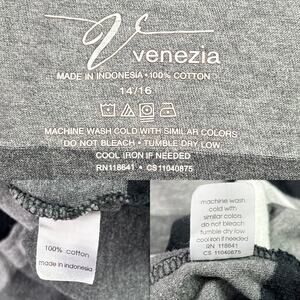 V venezia
MADE IN INDONESIA • 100% COTTON
14/16
MACHINE WASH COLD WITH SIMILAR COLORS
DO NOT BLEACH • TUMBLE DRY LOW
COOL IRON IF NEEDED
RN118641 • CS11040875
100% cotton
made in indonesia
machine wash
cold with
similar colors
do not bleach
tumble dry low
cool iron if needed
RN 118641
CS 11040875